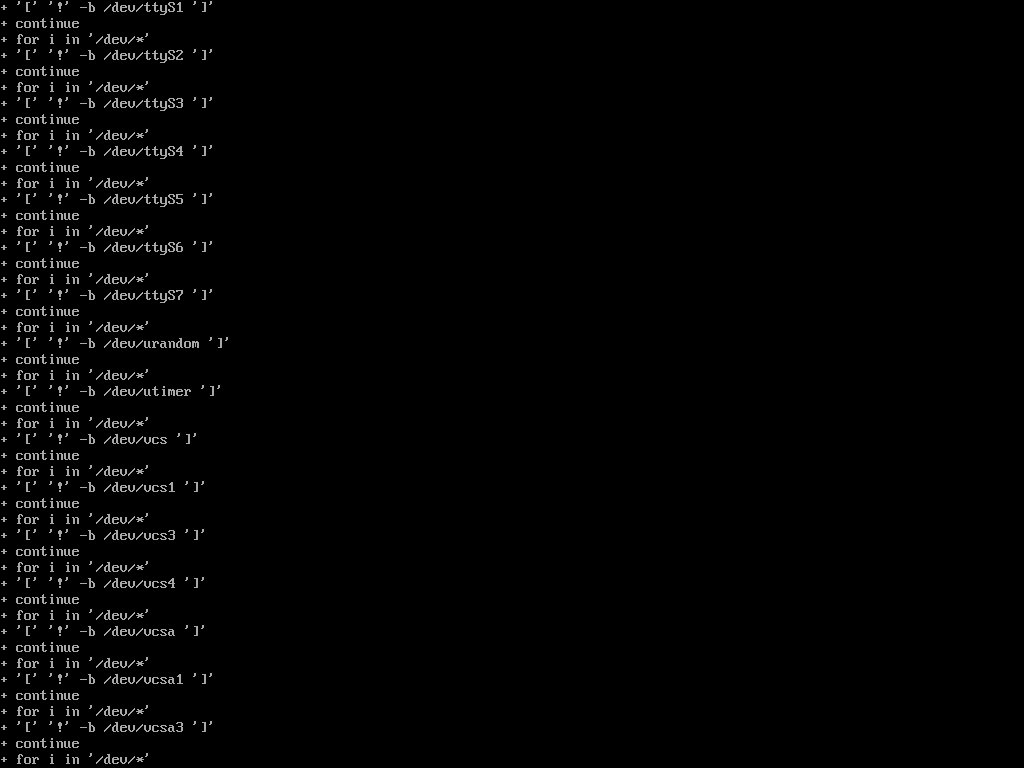 + '[' '!' -b /dev/ttyS1 ']'
+ continue
+ for i in '/dev/*'
+ '[' '!' -b /dev/ttyS2 ']'
+ continue
+ for i in '/dev/*'
+ '[' '!' -b /dev/ttyS3 ']'
+ continue
+ for i in '/dev/*'
+ '[' '!' -b /dev/ttyS4 ']'
+ continue
+ for i in '/dev/*'
+ '[' '!' -b /dev/ttyS5 ']'
+ continue
+ for i in '/dev/*'
+ '[' '!' -b /dev/ttyS6 ']'
+ continue
+ for i in '/dev/*'
+ '[' '!' -b /dev/ttyS7 ']'
+ continue
+ for i in '/dev/*'
+ '[' '!' -b /dev/urandom ']'
+ continue
+ for i in '/dev/*'
+ '[' '!' -b /dev/utimer ']'
+ continue
+ for i in '/dev/*'
+ '[' '!' -b /dev/vcs ']'
+ continue
+ for i in '/dev/*'
+ '[' '!' -b /dev/vcs1 ']'
+ continue
+ for i in '/dev/*'
+ '[' '!' -b /dev/vcs3 ']'
+ continue
+ for i in '/dev/*'
+ '[' '!' -b /dev/vcs4 ']'
+ continue
+ for i in '/dev/*'
+ '[' '!' -b /dev/vcsa ']'
+ continue
+ for i in '/dev/*'
+ '[' '!' -b /dev/vcsa1 ']'
+ continue
+ for i in '/dev/*'
+ '[' '!' -b /dev/vcsa3 ']'
+ continue
+ for i in '/dev/*'